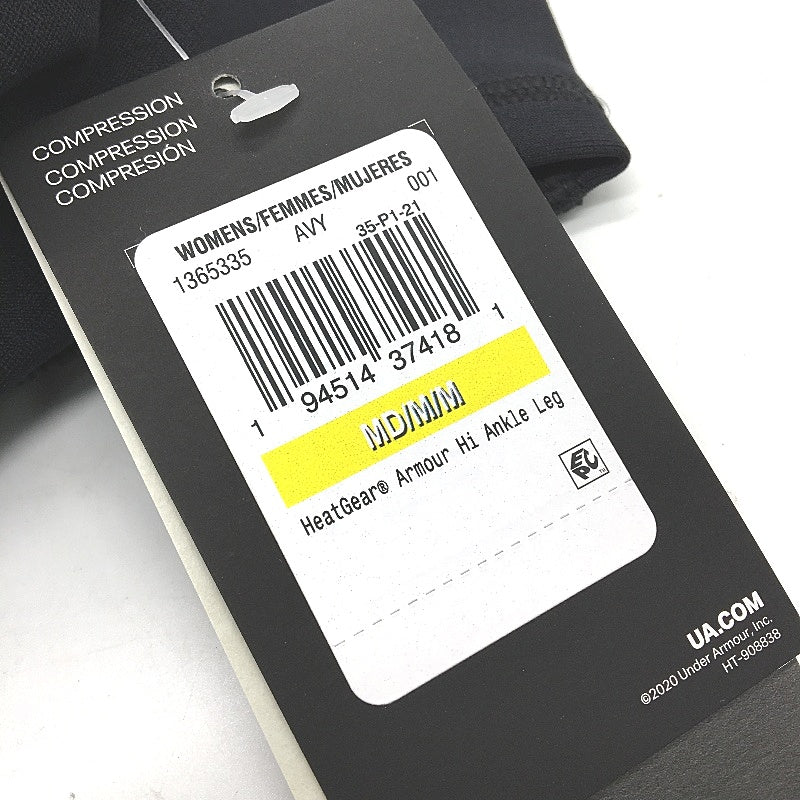 COMPRESSION
COMPRESSION
COMPRESIÓN
WOMENS/FEMMES/MUJERES
1365335 AVY 35-P1-21 001
1 94514 37418 1
MD/M/M
HeatGear® Armour Hi Ankle Leg
EPC™
UA.COM
©2020 Under Armour, Inc.
HT-908838